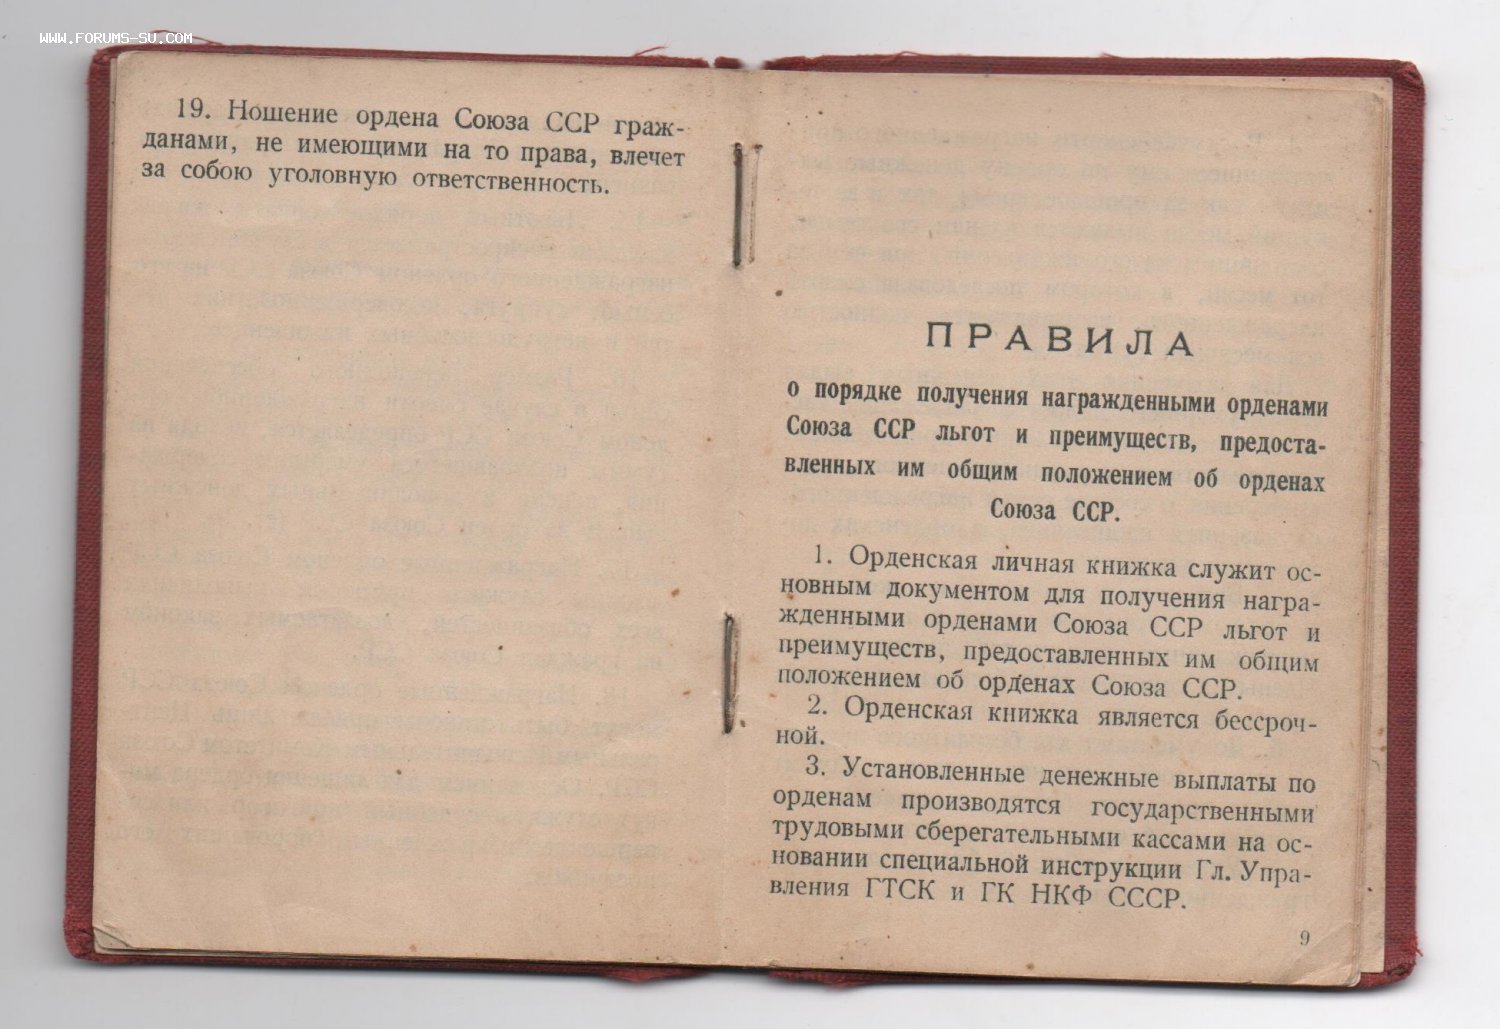 WWW.FORUMS-SU.COM
19. Ношение ордена Союза ССР граж-
данами, не имеющими на то права, влечет
за собою уголовную ответственность.
ПРАВИЛА
о порядке получения награжденными орденами
Союза ССР льгот и преимуществ, предоста-
вленных им общим положением об орденах
Союза ССР.
1. Орденская личная книжка служит ос-
новным документом для получения награ-
жденными орденами Союза ССР льгот и
преимуществ, предоставленных им общим
положением об орденах Союза ССР.
2. Орденская книжка является бессроч-
ной.
3. Установленные денежные выплаты по
орденам производятся государственными
трудовыми сберегательными кассами на ос-
новании специальной инструкции Гл. Упра-
вления ГТСК и ГК НКФ СССР.
9